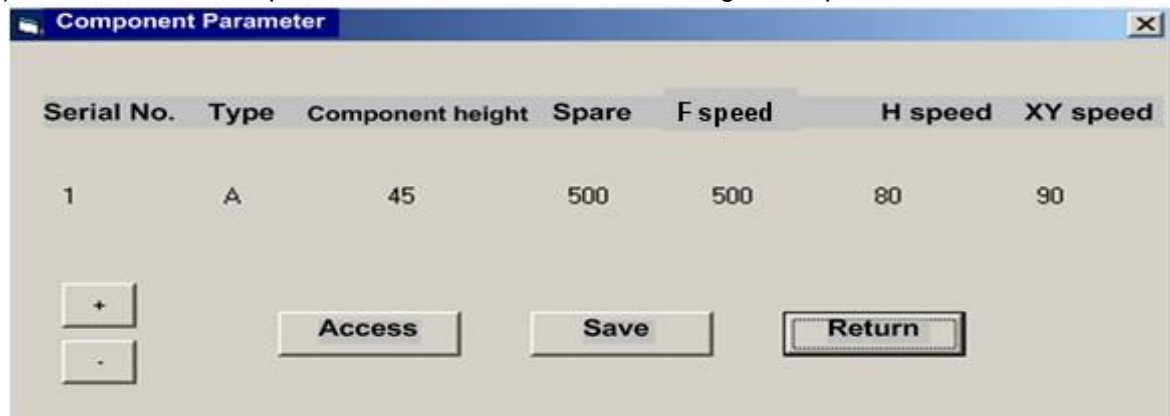 Component Parameter
Serial No. Type Component height Spare F speed H speed XY speed
1 A 45 500 500 80 90
+
Access Save Return
-